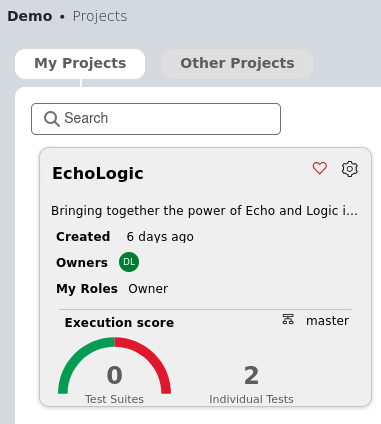 Demo • Projects
My Projects Other Projects
Search
EchoLogic
Bringing together the power of Echo and Logic i...
Created 6 days ago
Owners DL
My Roles Owner
Execution score master
0 2
Test Suites Individual Tests